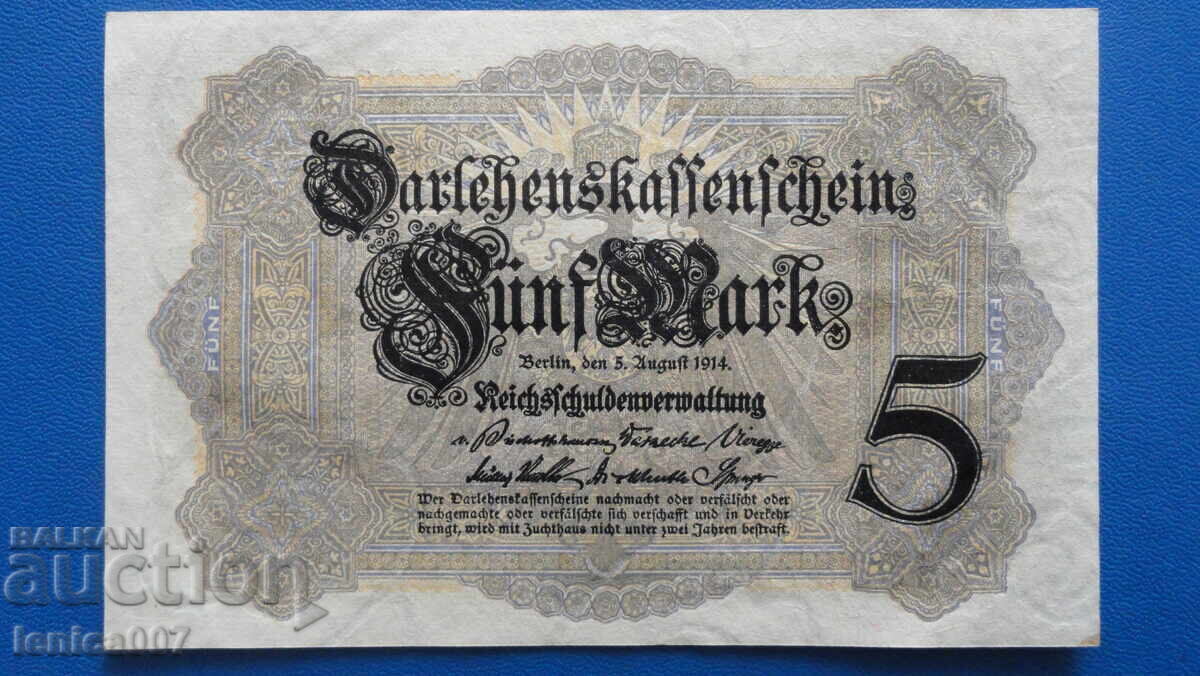 Darlehenskassenschein
Fünf Mark
FÜNF
FÜNF
Berlin, den 5. August 1914.
Reichsschuldenverwaltung
5
Wer Darlehenskassenscheine nachmacht oder verfälscht oder
nachgemachte oder verfälschte sich verschafft und in Verkehr
bringt, wird mit Zuchthaus nicht unter zwei Jahren bestraft.
BALKAN
auction
lenica007